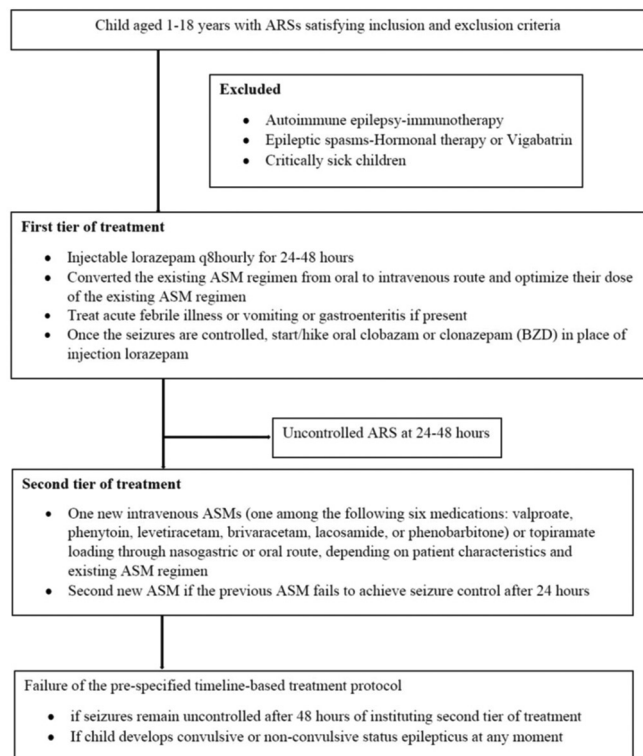 Child aged 1-18 years with ARSs satisfying inclusion and exclusion criteria
Excluded
• Autoimmune epilepsy-immunotherapy
• Epileptic spasms-Hormonal therapy or Vigabatrin
• Critically sick children
First tier of treatment
• Injectable lorazepam q8hourly for 24-48 hours
• Converted the existing ASM regimen from oral to intravenous route and optimize their dose
of the existing ASM regimen
• Treat acute febrile illness or vomiting or gastroenteritis if present
• Once the seizures are controlled, start/hike oral clobazam or clonazepam (BZD) in place of
injection lorazepam
Uncontrolled ARS at 24-48 hours
Second tier of treatment
• One new intravenous ASMs (one among the following six medications: valproate,
phenytoin, levetiracetam, brivaracetam, lacosamide, or phenobarbitone) or topiramate
loading through nasogastric or oral route, depending on patient characteristics and
existing ASM regimen
• Second new ASM if the previous ASM fails to achieve seizure control after 24 hours
Failure of the pre-specified timeline-based treatment protocol
• if seizures remain uncontrolled after 48 hours of instituting second tier of treatment
• If child develops convulsive or non-convulsive status epilepticus at any moment